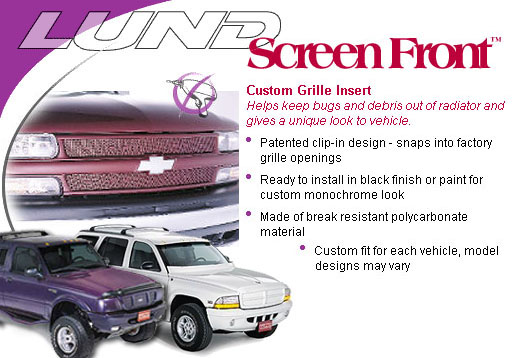 LUND
Screen Front™
Custom Grille Insert
Helps keep bugs and debris out of radiator and
gives a unique look to vehicle.
• Patented clip-in design - snaps into factory
grille openings
• Ready to install in black finish or paint for
custom monochrome look
• Made of break resistant polycarbonate
material
• Custom fit for each vehicle, model
designs may vary